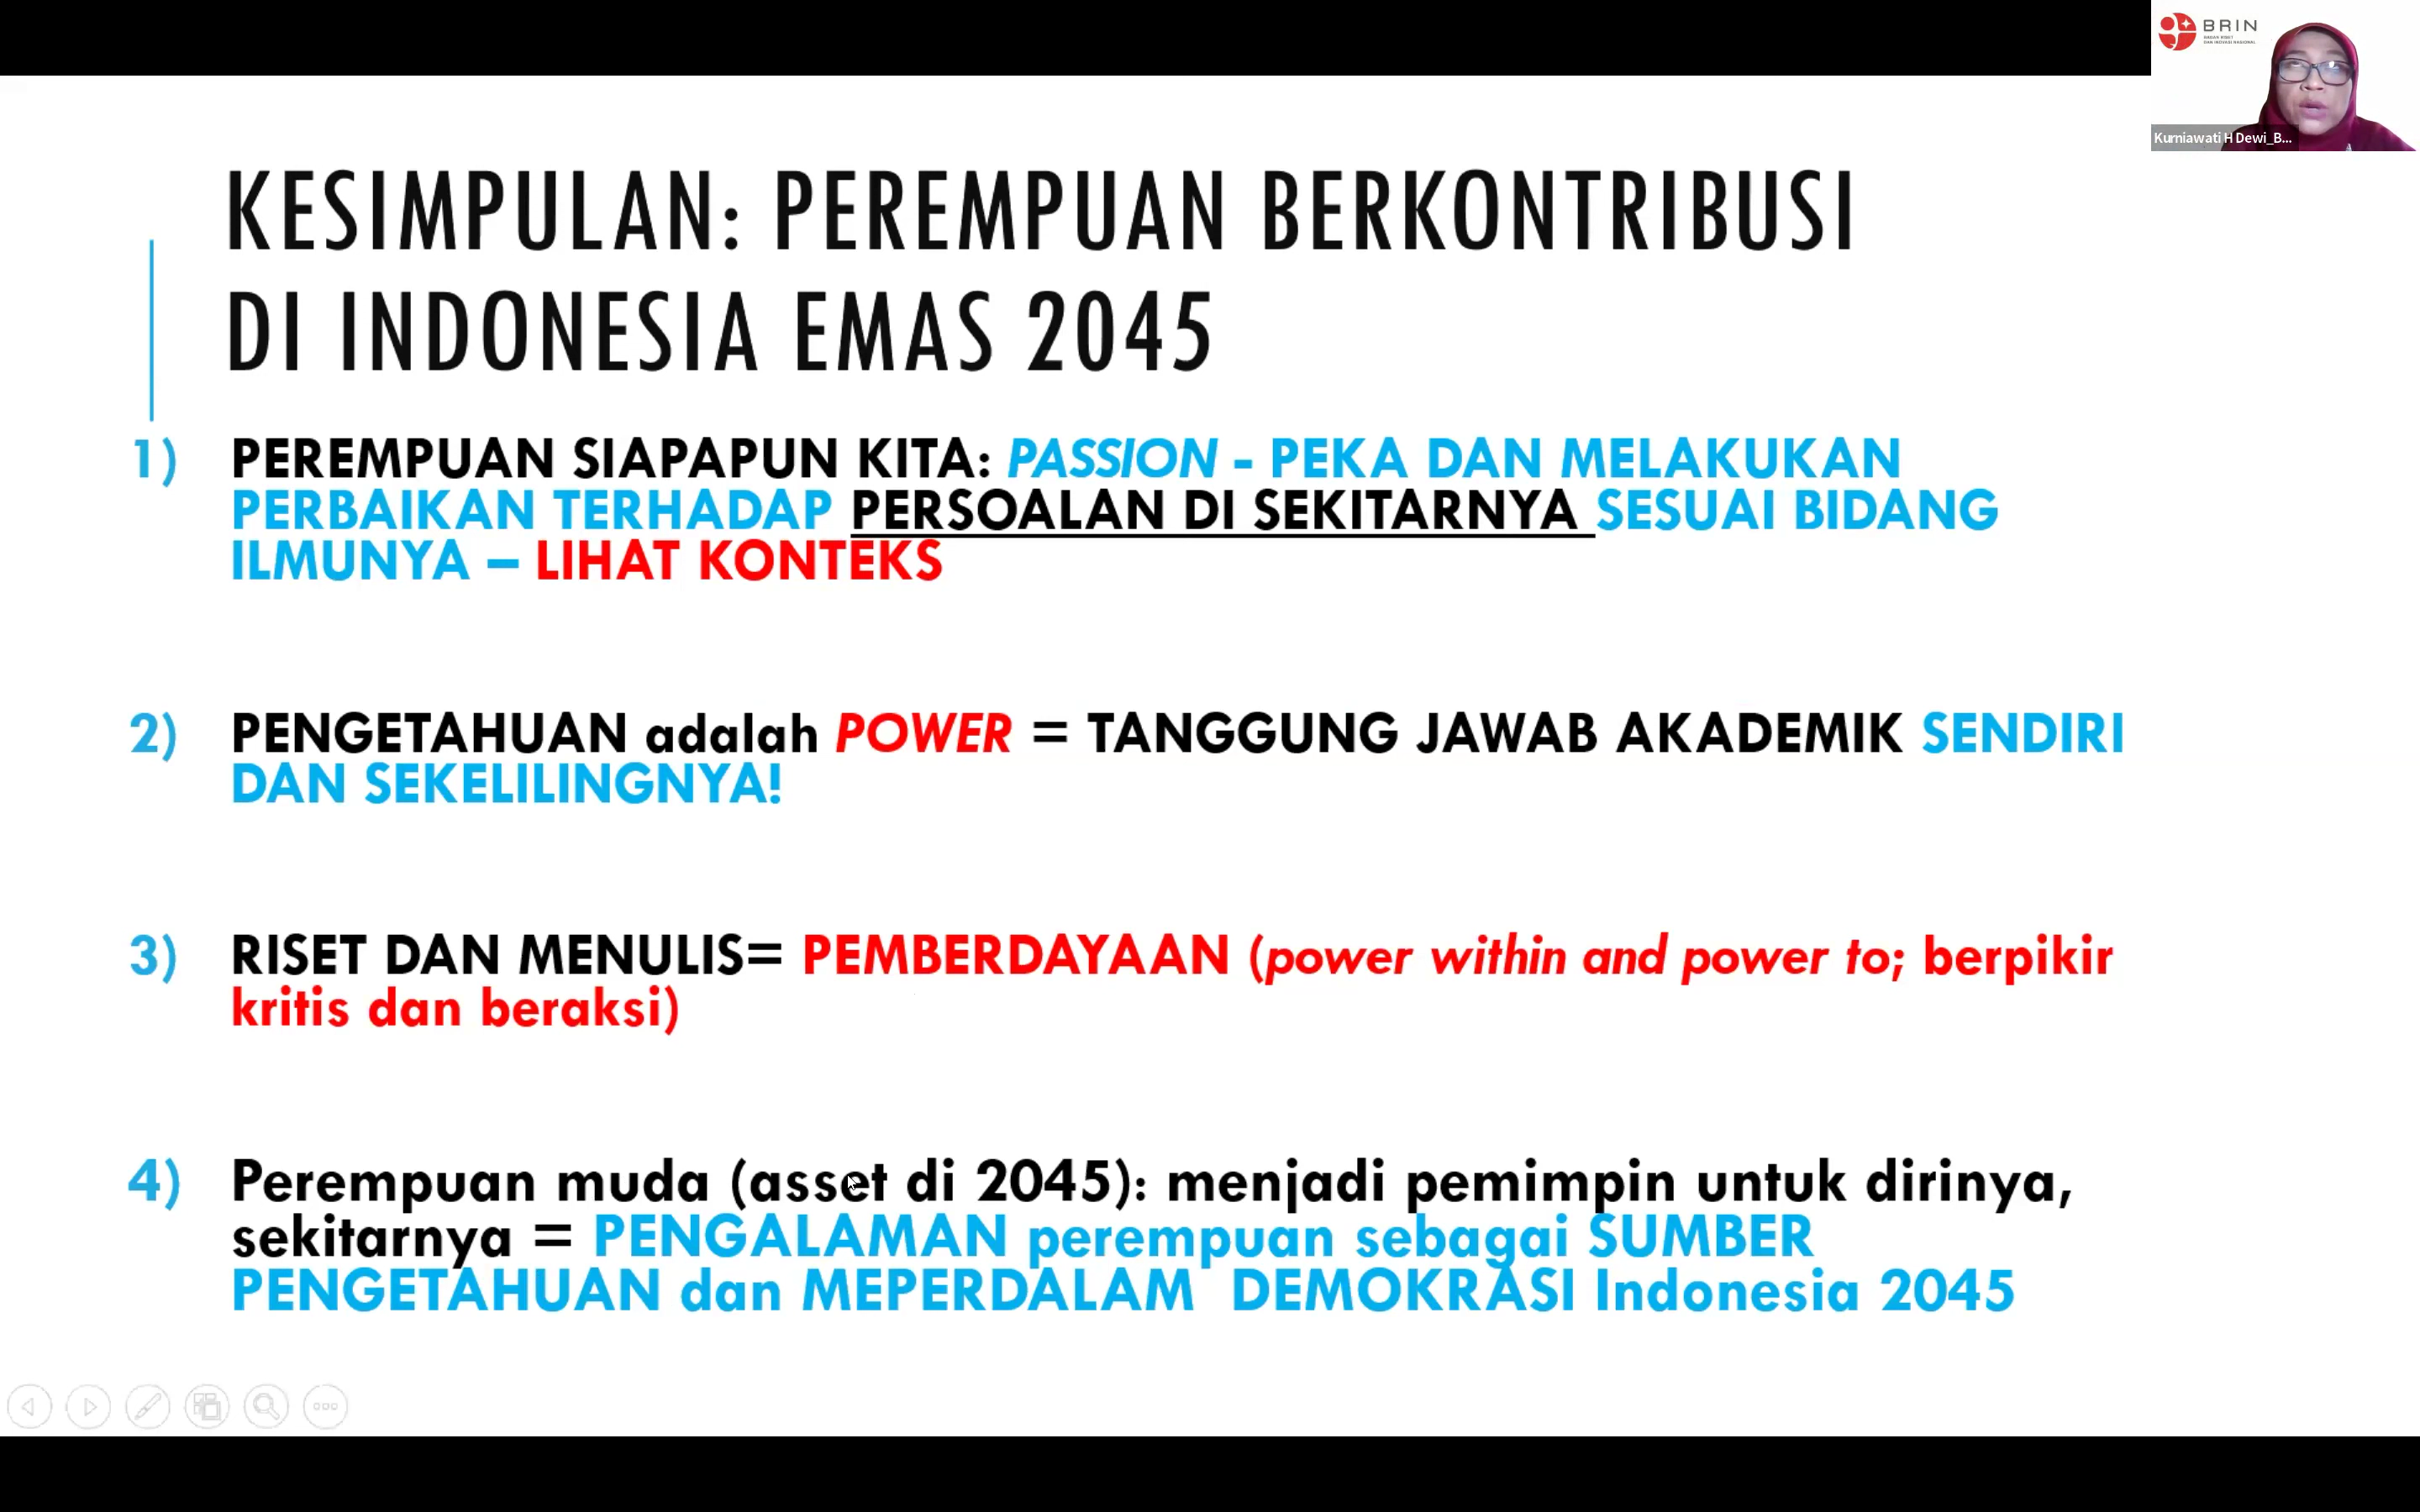 BRIN
Kurniawati H Dewi_B...
KESIMPULAN: PEREMPUAN BERKONTRIBUSI
DI INDONESIA EMAS 2045
1) PEREMPUAN SIAPAPUN KITA: PASSION - PEKA DAN MELAKUKAN
PERBAIKAN TERHADAP PERSOALAN DI SEKITARNYA SESUAI BIDANG
ILMUNYA – LIHAT KONTEKS
2) PENGETAHUAN adalah POWER = TANGGUNG JAWAB AKADEMIK SENDIRI
DAN SEKELILINGNYA!
3) RISET DAN MENULIS= PEMBERDAYAAN (power within and power to; berpikir
kritis dan beraksi)
4) Perempuan muda (asset di 2045): menjadi pemimpin untuk dirinya,
sekitarnya = PENGALAMAN perempuan sebagai SUMBER
PENGETAHUAN dan MEPERDALAM DEMOKRASI Indonesia 2045